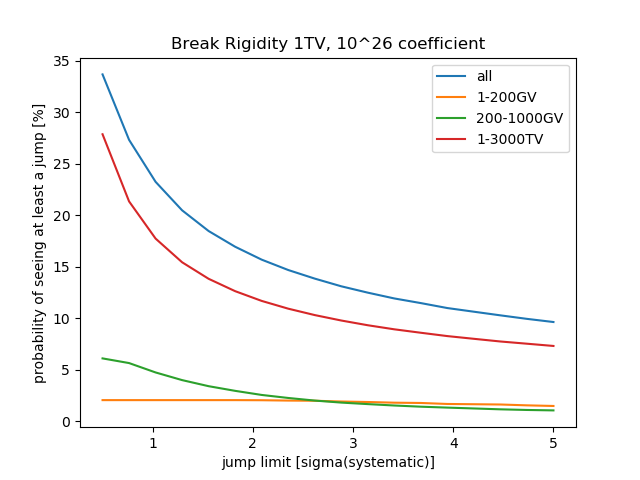 Break Rigidity 1TV, 10^26 coefficient
probability of seeing at least a jump [%]
35
30
25
20
15
10
5
0
all
1-200GV
200-1000GV
1-3000TV
1
2
3
4
5
jump limit [sigma(systematic)]